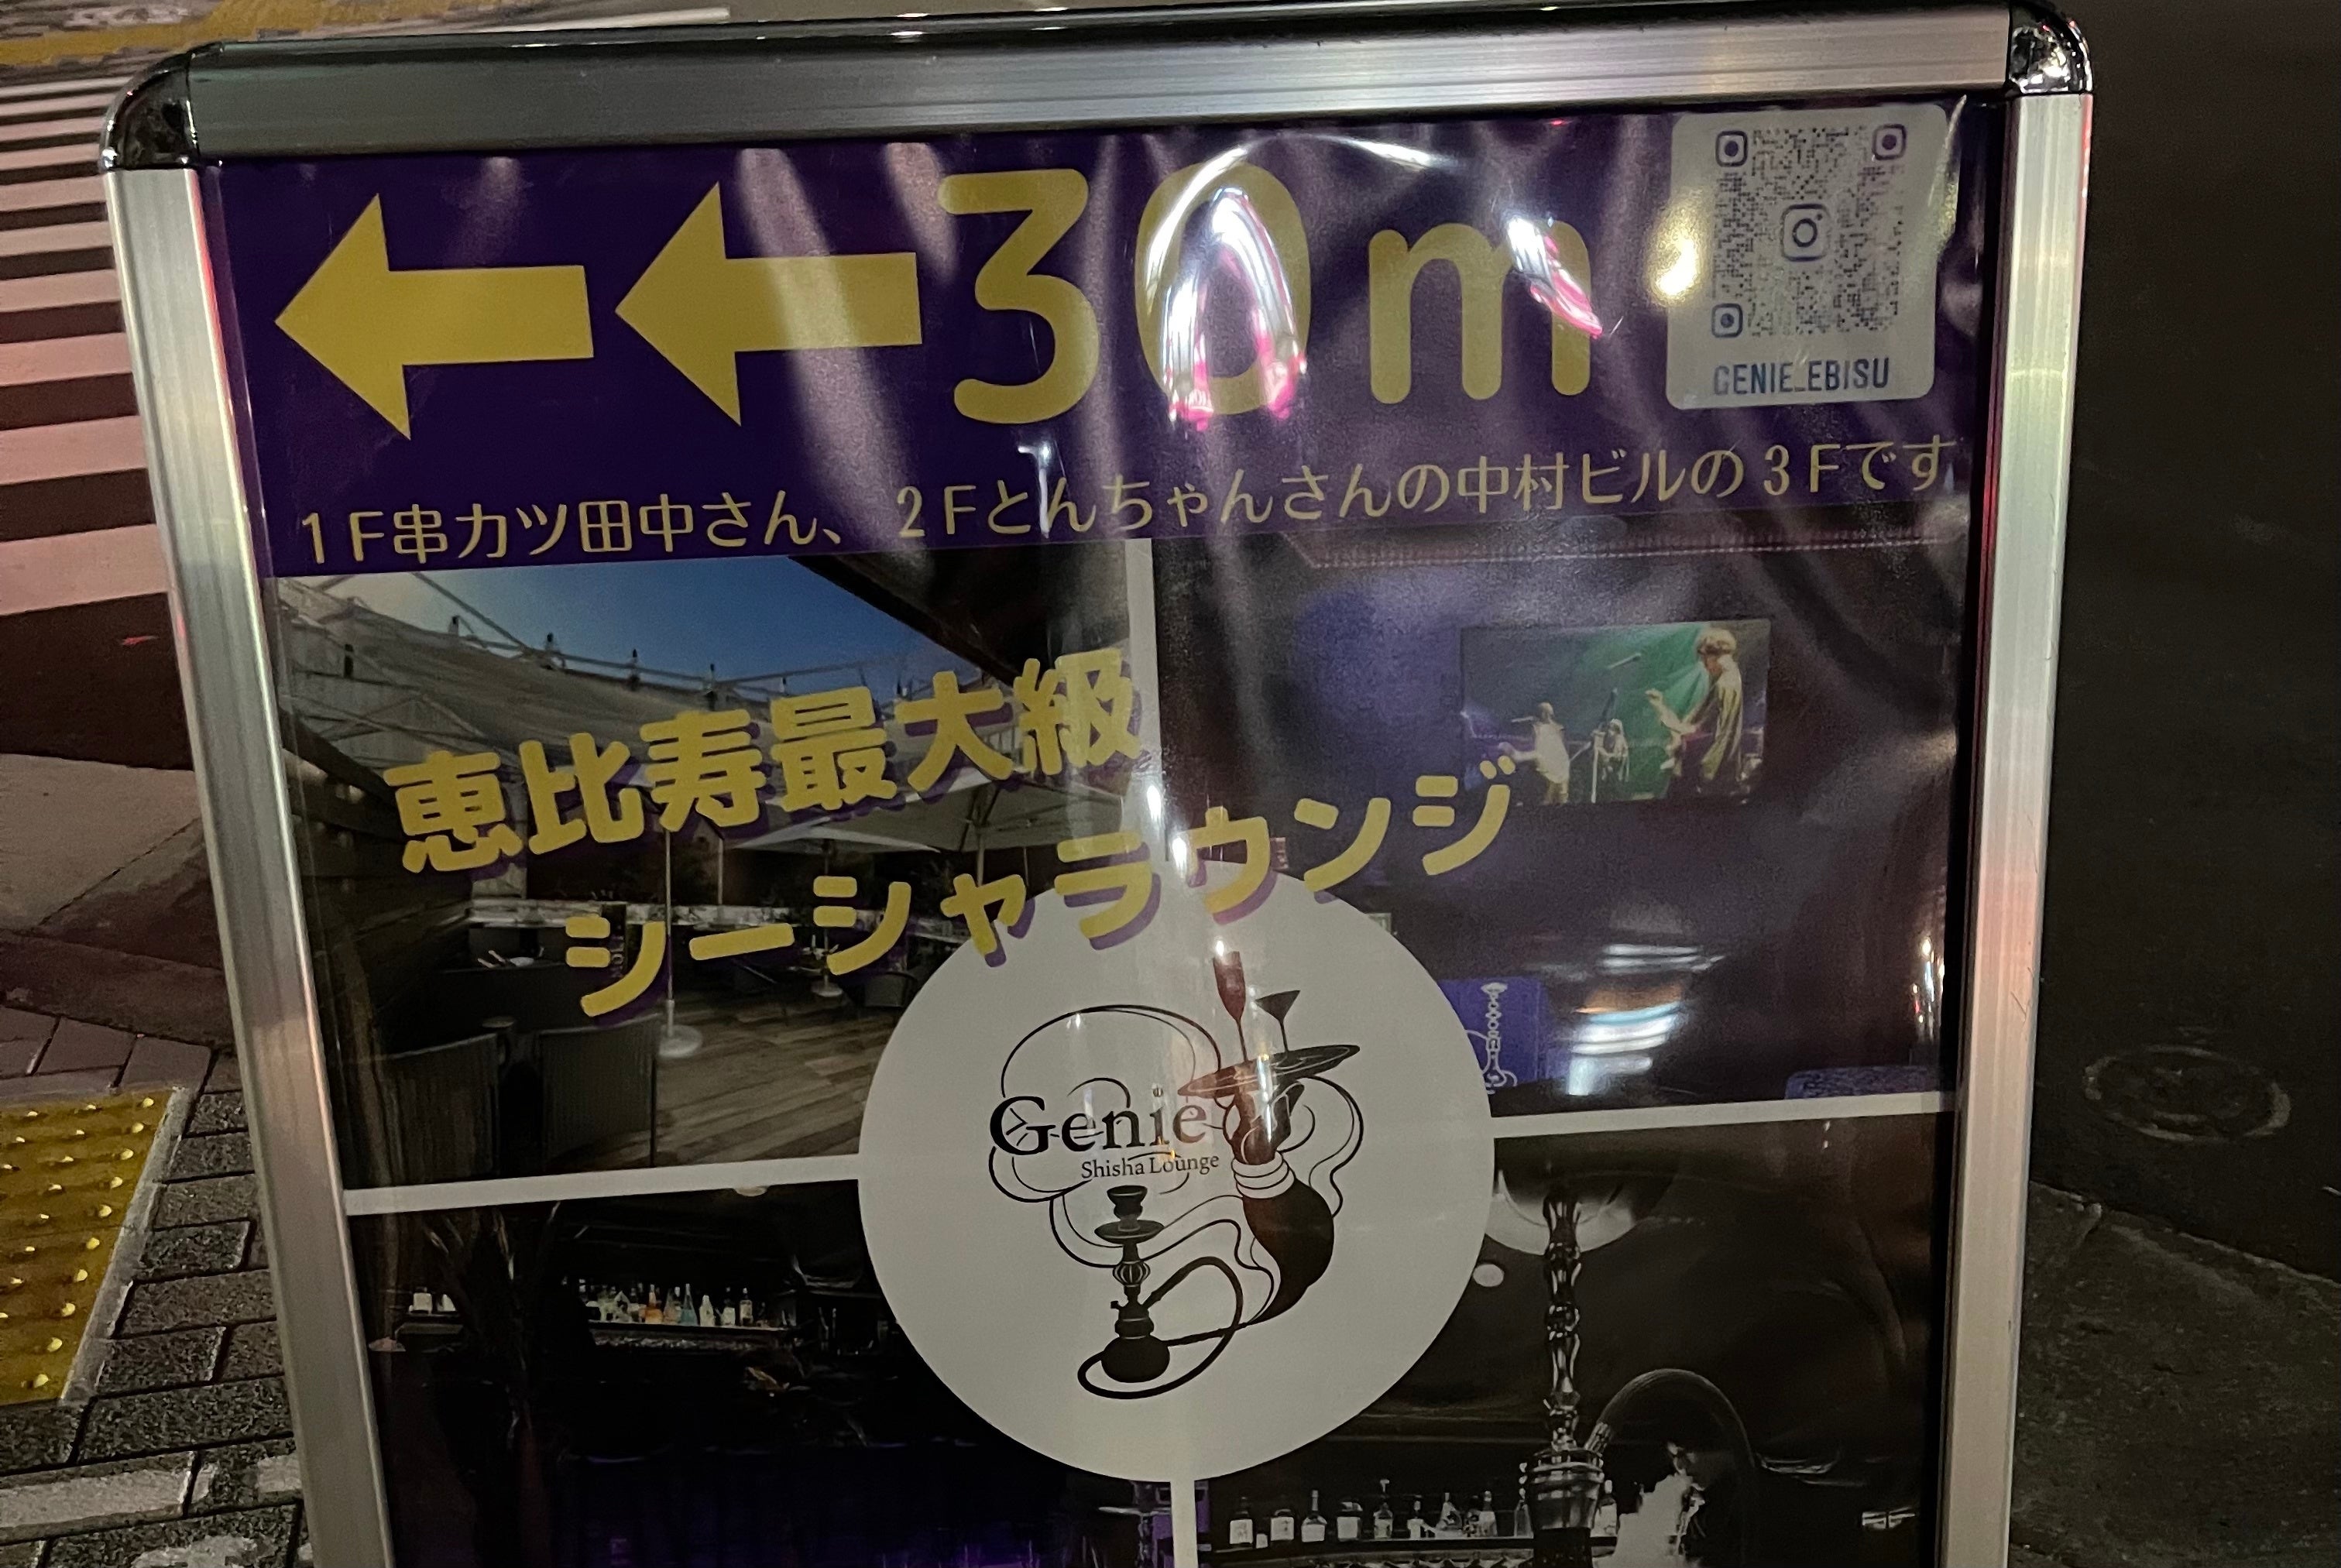 ←←30m
GENIE_EBISU
1F串カツ田中さん、2Fとんちゃんさんの中村ビルの3Fです
恵比寿最大級
シーシャラウンジ
Genie
Shisha Lounge